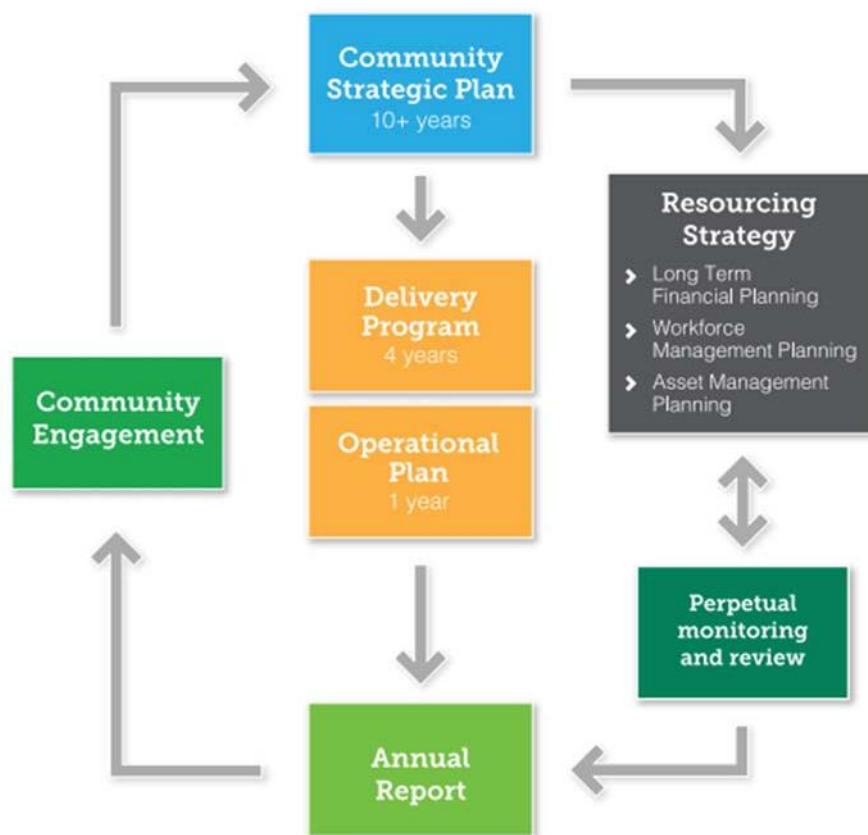 Community
Strategic Plan
10+ years
Resourcing
Strategy
Long Term
Financial Planning
Workforce
Management Planning
Asset Management
Planning
Delivery
Program
4 years
Community
Engagement
Operational
Plan
1 year
Perpetual
monitoring
and review
Annual
Report